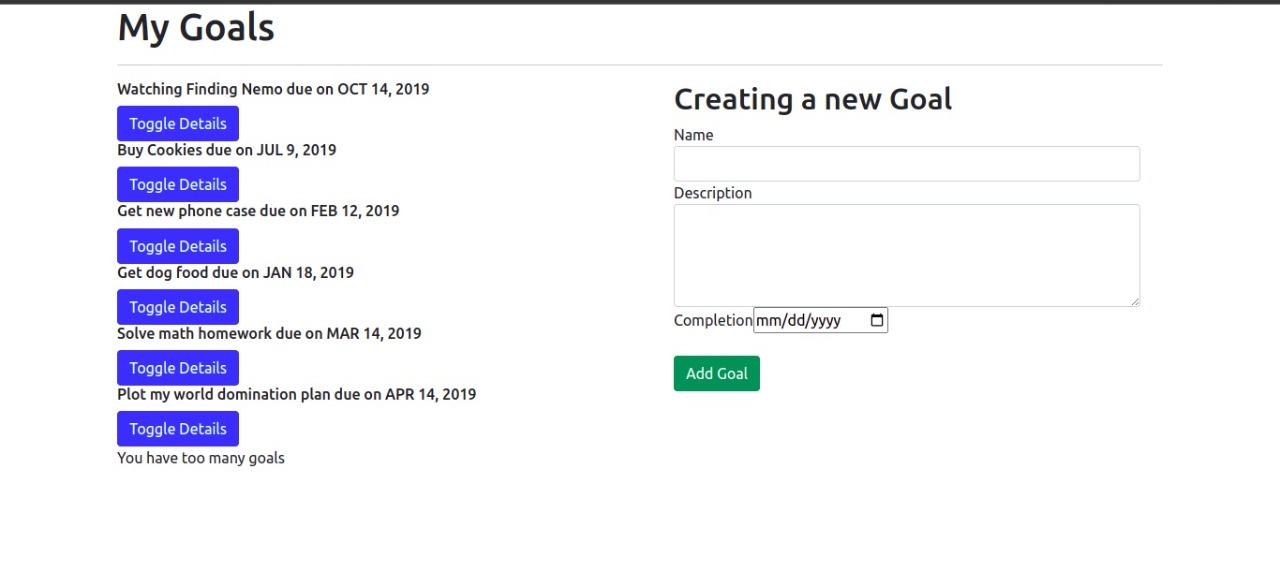 My Goals
Watching Finding Nemo due on OCT 14, 2019
Toggle Details
Buy Cookies due on JUL 9, 2019
Toggle Details
Get new phone case due on FEB 12, 2019
Toggle Details
Get dog food due on JAN 18, 2019
Toggle Details
Solve math homework due on MAR 14, 2019
Toggle Details
Plot my world domination plan due on APR 14, 2019
Toggle Details
You have too many goals
Creating a new Goal
Name
Description
Completion mm/dd/yyyy
Add Goal